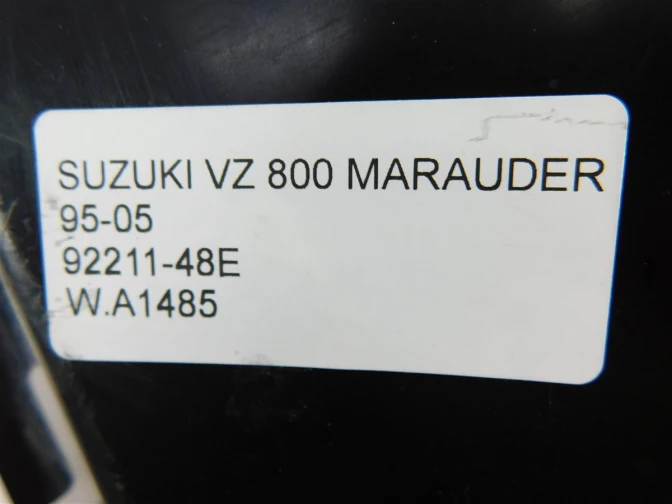 SUZUKI VZ 800 MARAUDER
95-05
92211-48E
W.A1485